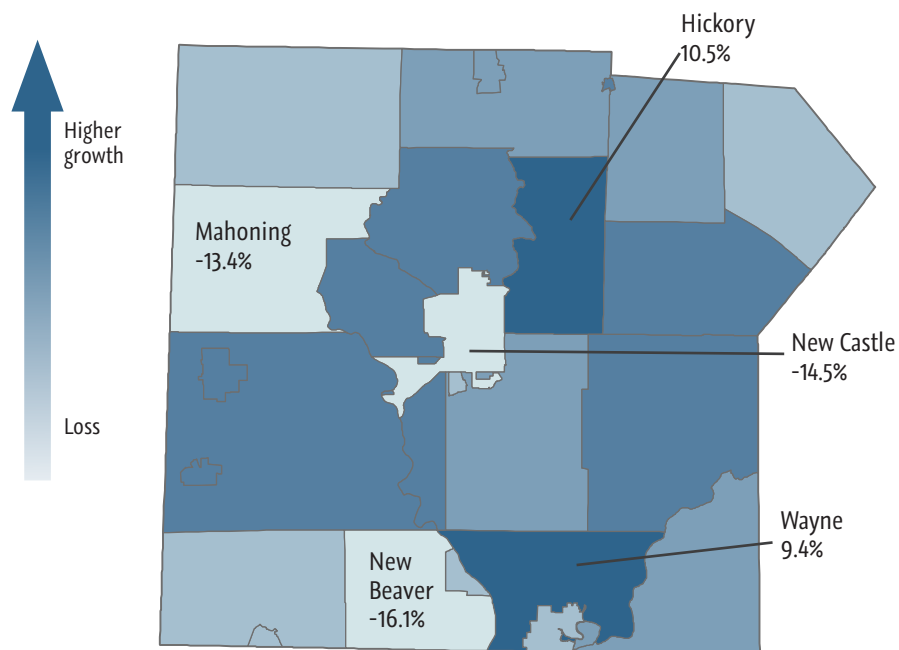 Hickory
10.5%
Higher
growth
Mahoning
-13.4%
New Castle
-14.5%
Loss
Wayne
9.4%
New
Beaver
-16.1%